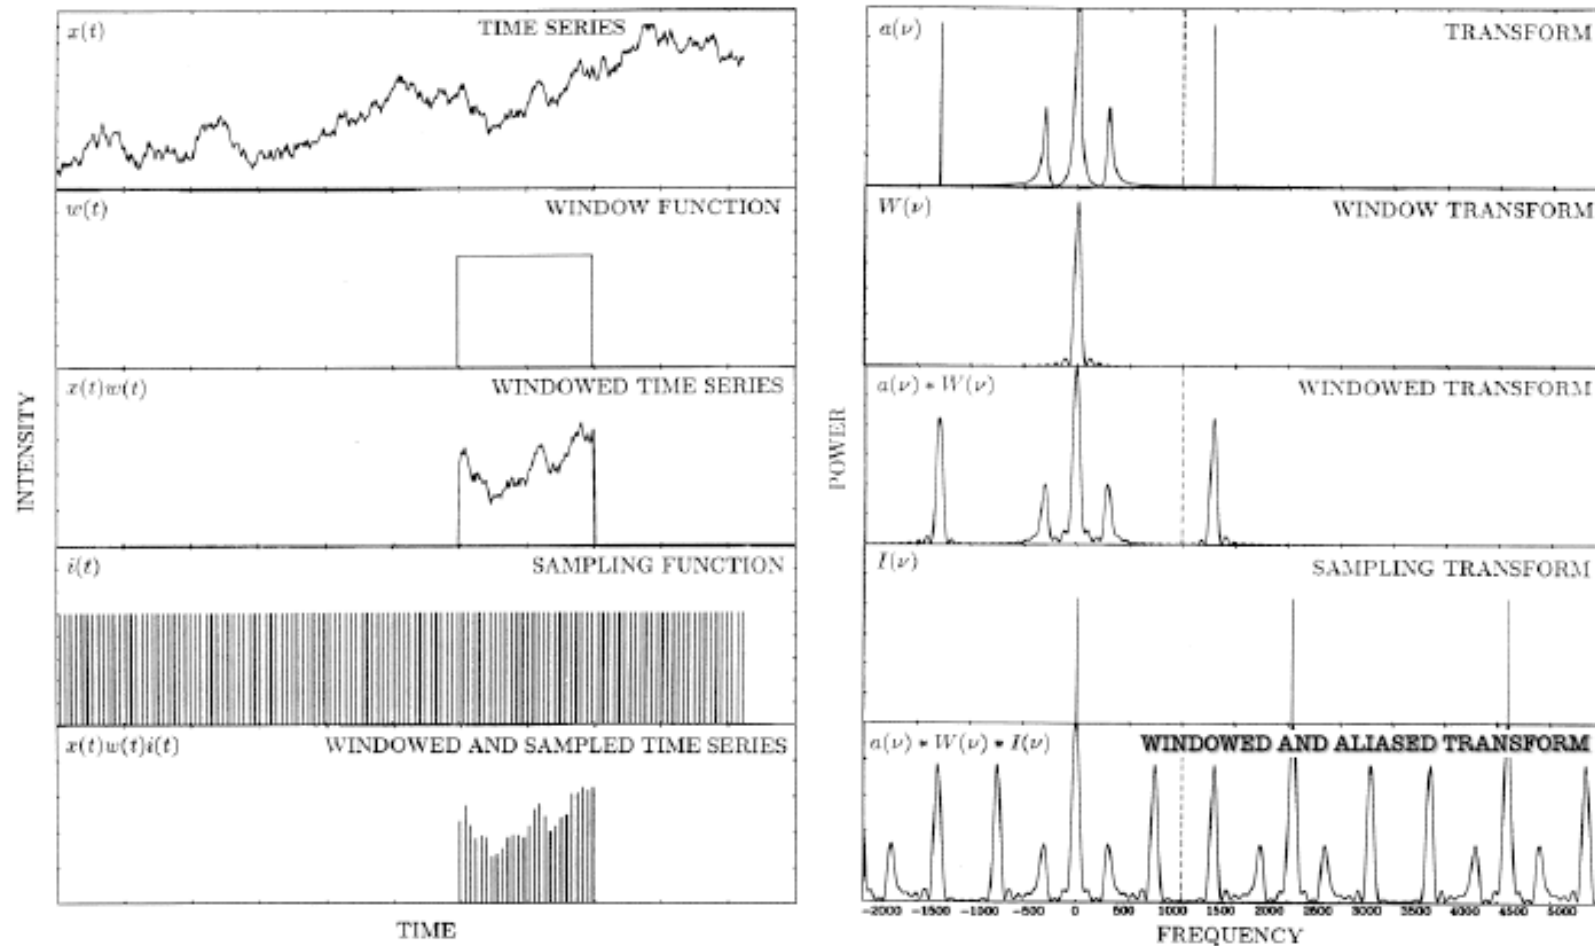 x(t) TIME SERIES
w(t) WINDOW FUNCTION
x(t)w(t) WINDOWED TIME SERIES
i(t) SAMPLING FUNCTION
x(t)w(t)i(t) WINDOWED AND SAMPLED TIME SERIES
INTENSITY
TIME
a(ν) TRANSFORM
W(ν) WINDOW TRANSFORM
a(ν) * W(ν) WINDOWED TRANSFORM
I(ν) SAMPLING TRANSFORM
a(ν) * W(ν) * I(ν) WINDOWED AND ALIASED TRANSFORM
POWER
-2000 -1500 -1000 -500 0 500 1500 2000 2500 3000 3500 4000 4500 5000
FREQUENCY